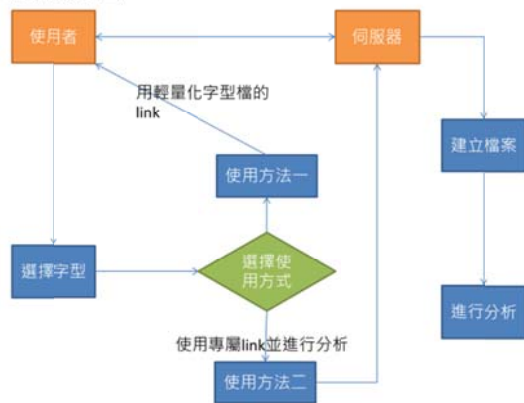 使用者
伺服器
用輕量化字型檔的
link
建立檔案
使用方法一
選擇字型
選擇使
用方式
進行分析
使用專屬link並進行分析
使用方法二